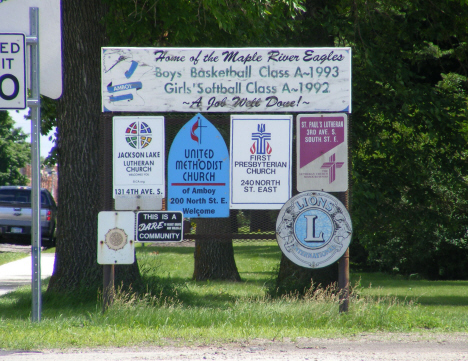 ED
IT
0
AMBOY
Home of the Maple River Eagles
Boys' Basketball Class A~1993
Girls' Softball Class A~1992
~A Job Well Done!~
JACKSON LAKE
LUTHERAN
CHURCH
131 4TH AVE. S.
UNITED
METHODIST
CHURCH
of Amboy
200 North St. E.
Welcome
FIRST
PRESBYTERIAN
CHURCH
240 NORTH
ST. EAST
ST. PAUL'S LUTHERAN
3RD AVE. S.
SOUTH ST. E.
THIS IS A
DARE
COMMUNITY
LIONS
L
INTERNATIONAL